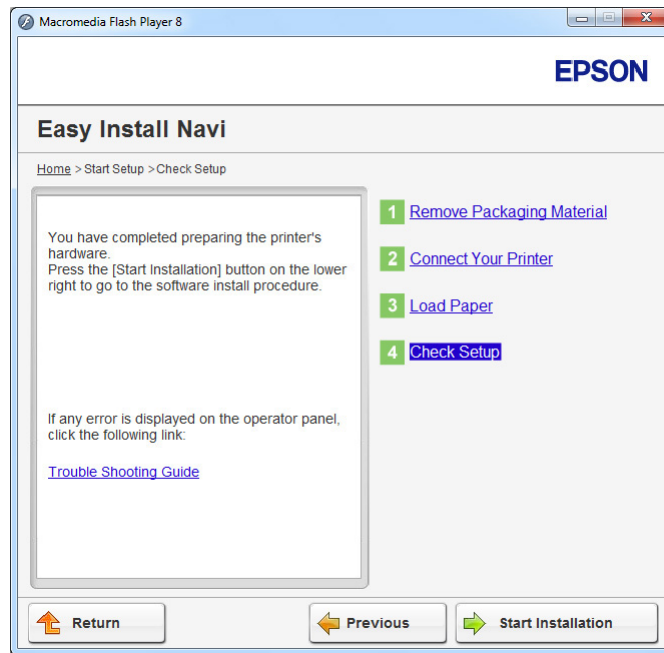 Macromedia Flash Player 8
EPSON
Easy Install Navi
Home > Start Setup >Check Setup
You have completed preparing the printer's
hardware.
Press the [Start Installation] button on the lower
right to go to the software install procedure.
If any error is displayed on the operator panel,
click the following link:
Trouble Shooting Guide
1 Remove Packaging Material
2 Connect Your Printer
3 Load Paper
4 Check Setup
Return
Previous
Start Installation